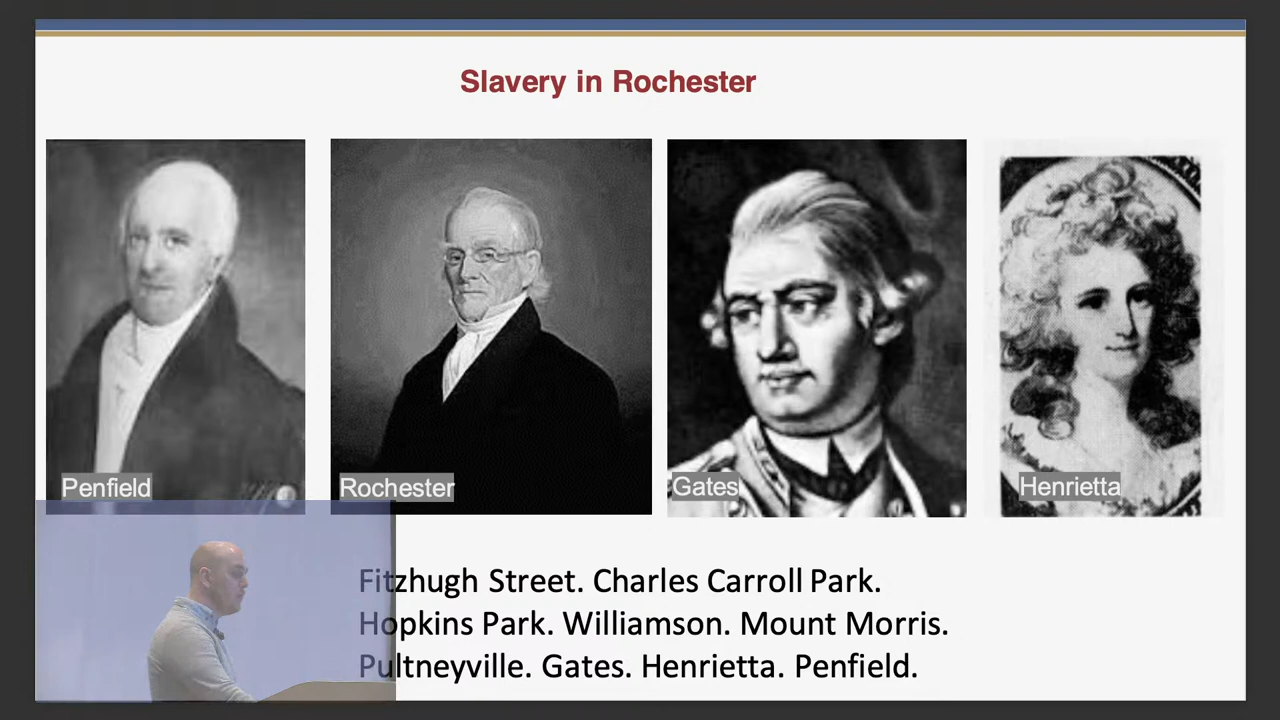 Slavery in Rochester
Penfield
Rochester
Gates
Henrietta
Fitzhugh Street. Charles Carroll Park.
Hopkins Park. Williamson. Mount Morris.
Pultneyville. Gates. Henrietta. Penfield.